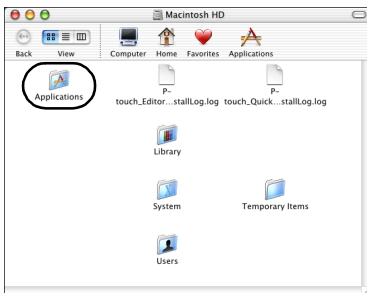 Macintosh HD
Back View Computer Home Favorites Applications
Applications
P-
touch_Editor...stallLog.log
P-
touch_Quick...stallLog.log
Library
System
Temporary Items
Users